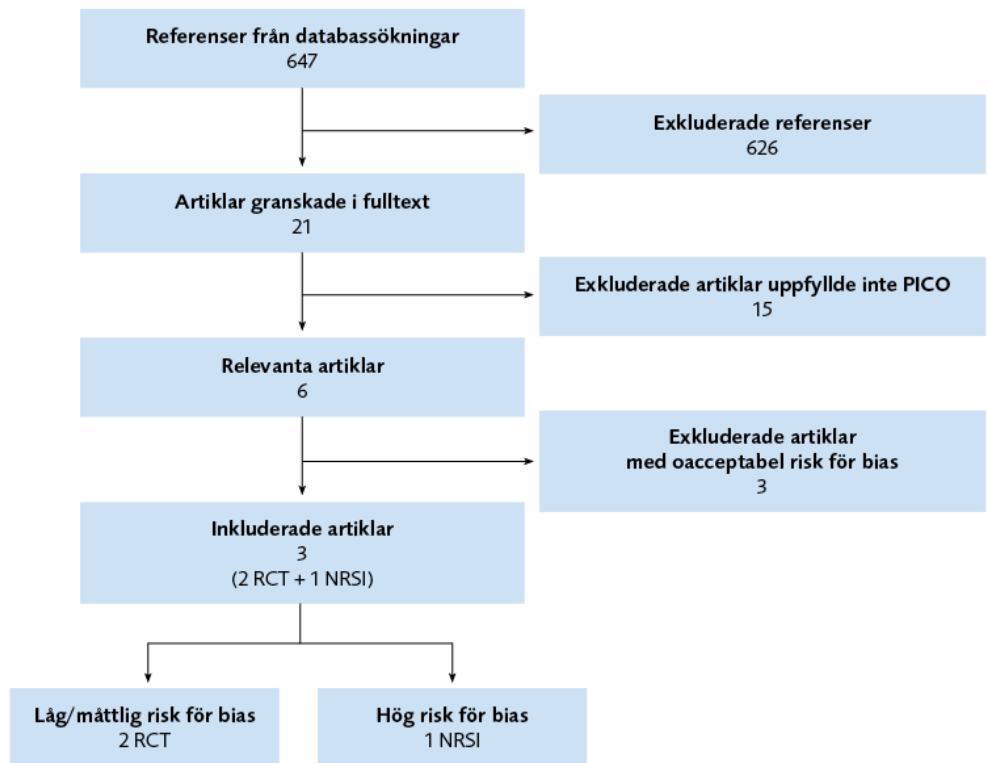 Referenser från databassökningar
647
Exkluderade referenser
626
Artiklar granskade i fulltext
21
Exkluderade artiklar uppfyllde inte PICO
15
Relevanta artiklar
6
Exkluderade artiklar
med oacceptabel risk för bias
3
Inkluderade artiklar
3
(2 RCT + 1 NRSI)
Låg/måttlig risk för bias
2 RCT
Hög risk för bias
1 NRSI